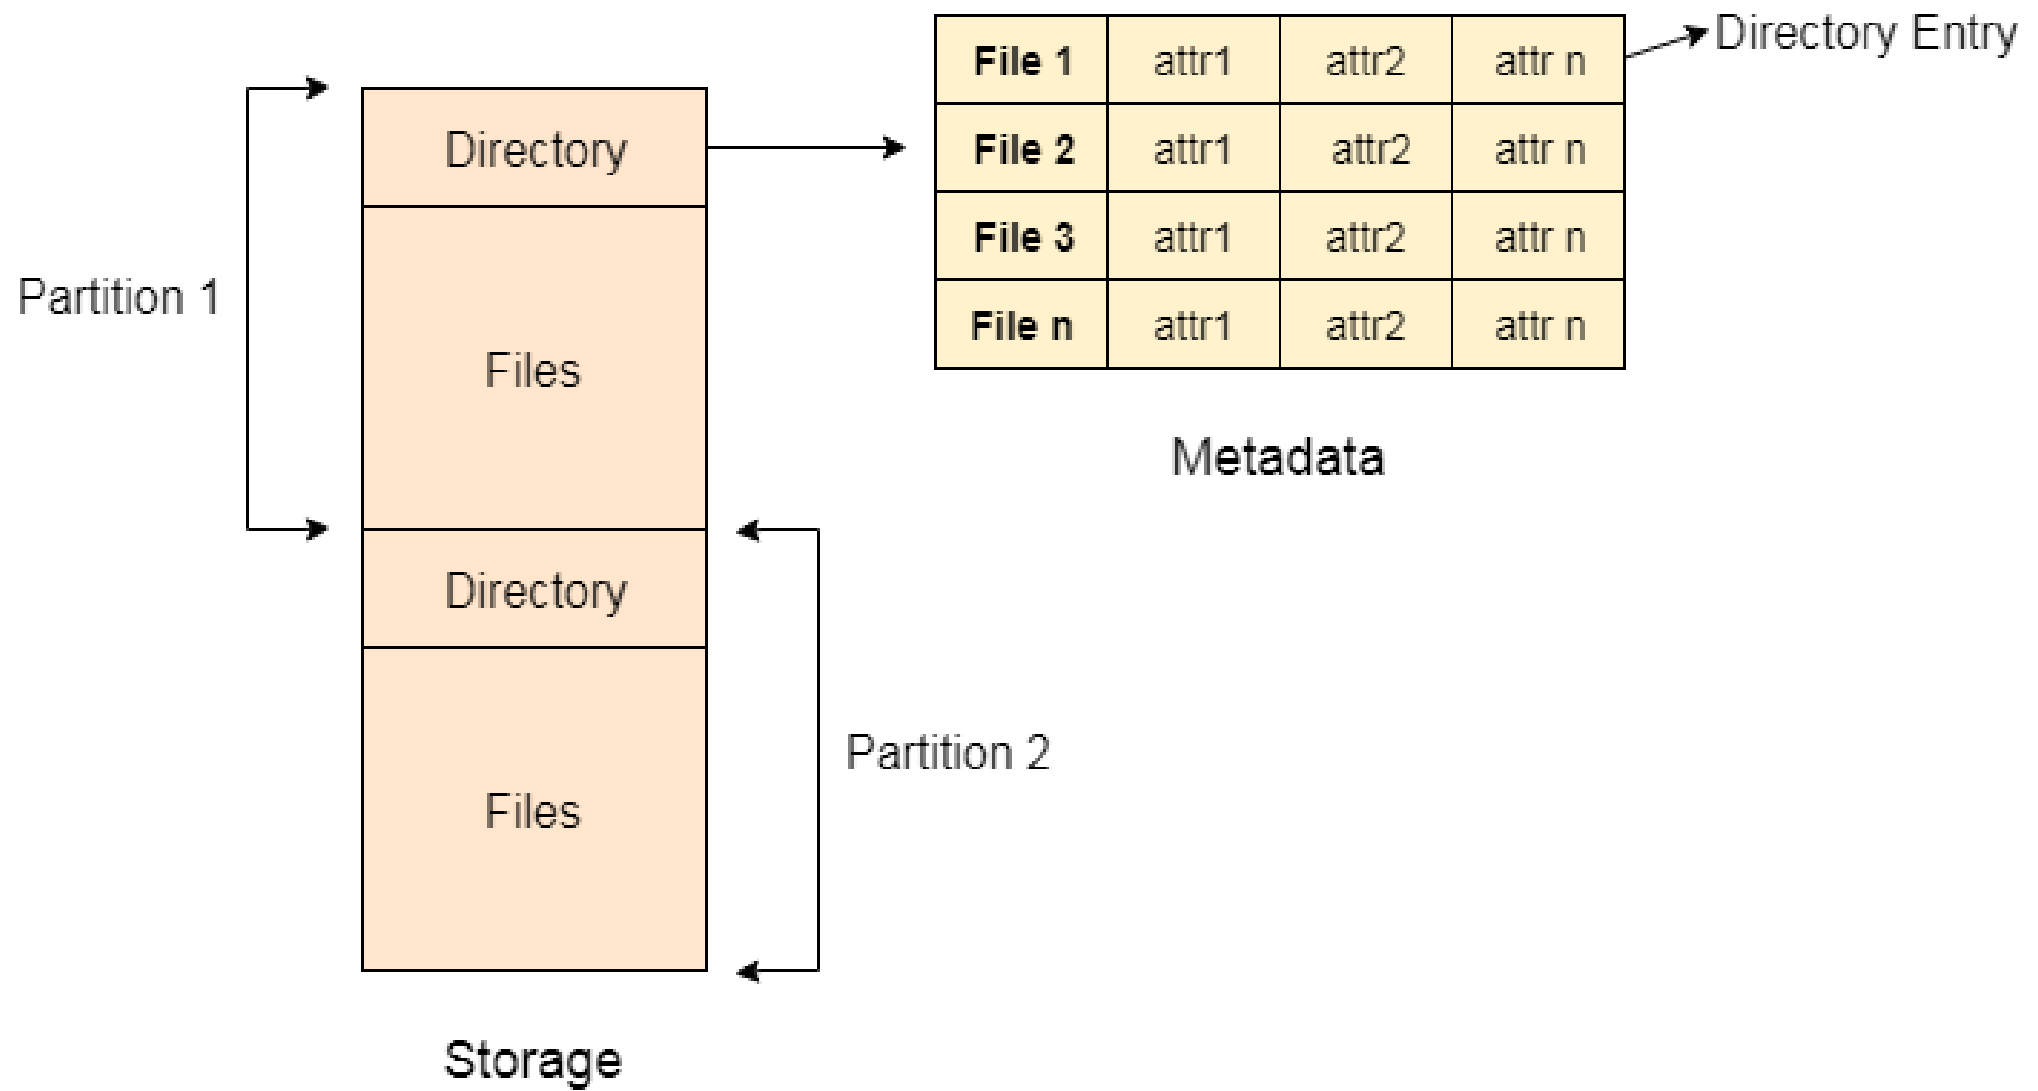 File 1 attr1 attr2 attr n
Directory Entry
File 2 attr1 attr2 attr n
File 3 attr1 attr2 attr n
File n attr1 attr2 attr n
Metadata
Directory
Partition 1
Files
Directory
Partition 2
Files
Storage